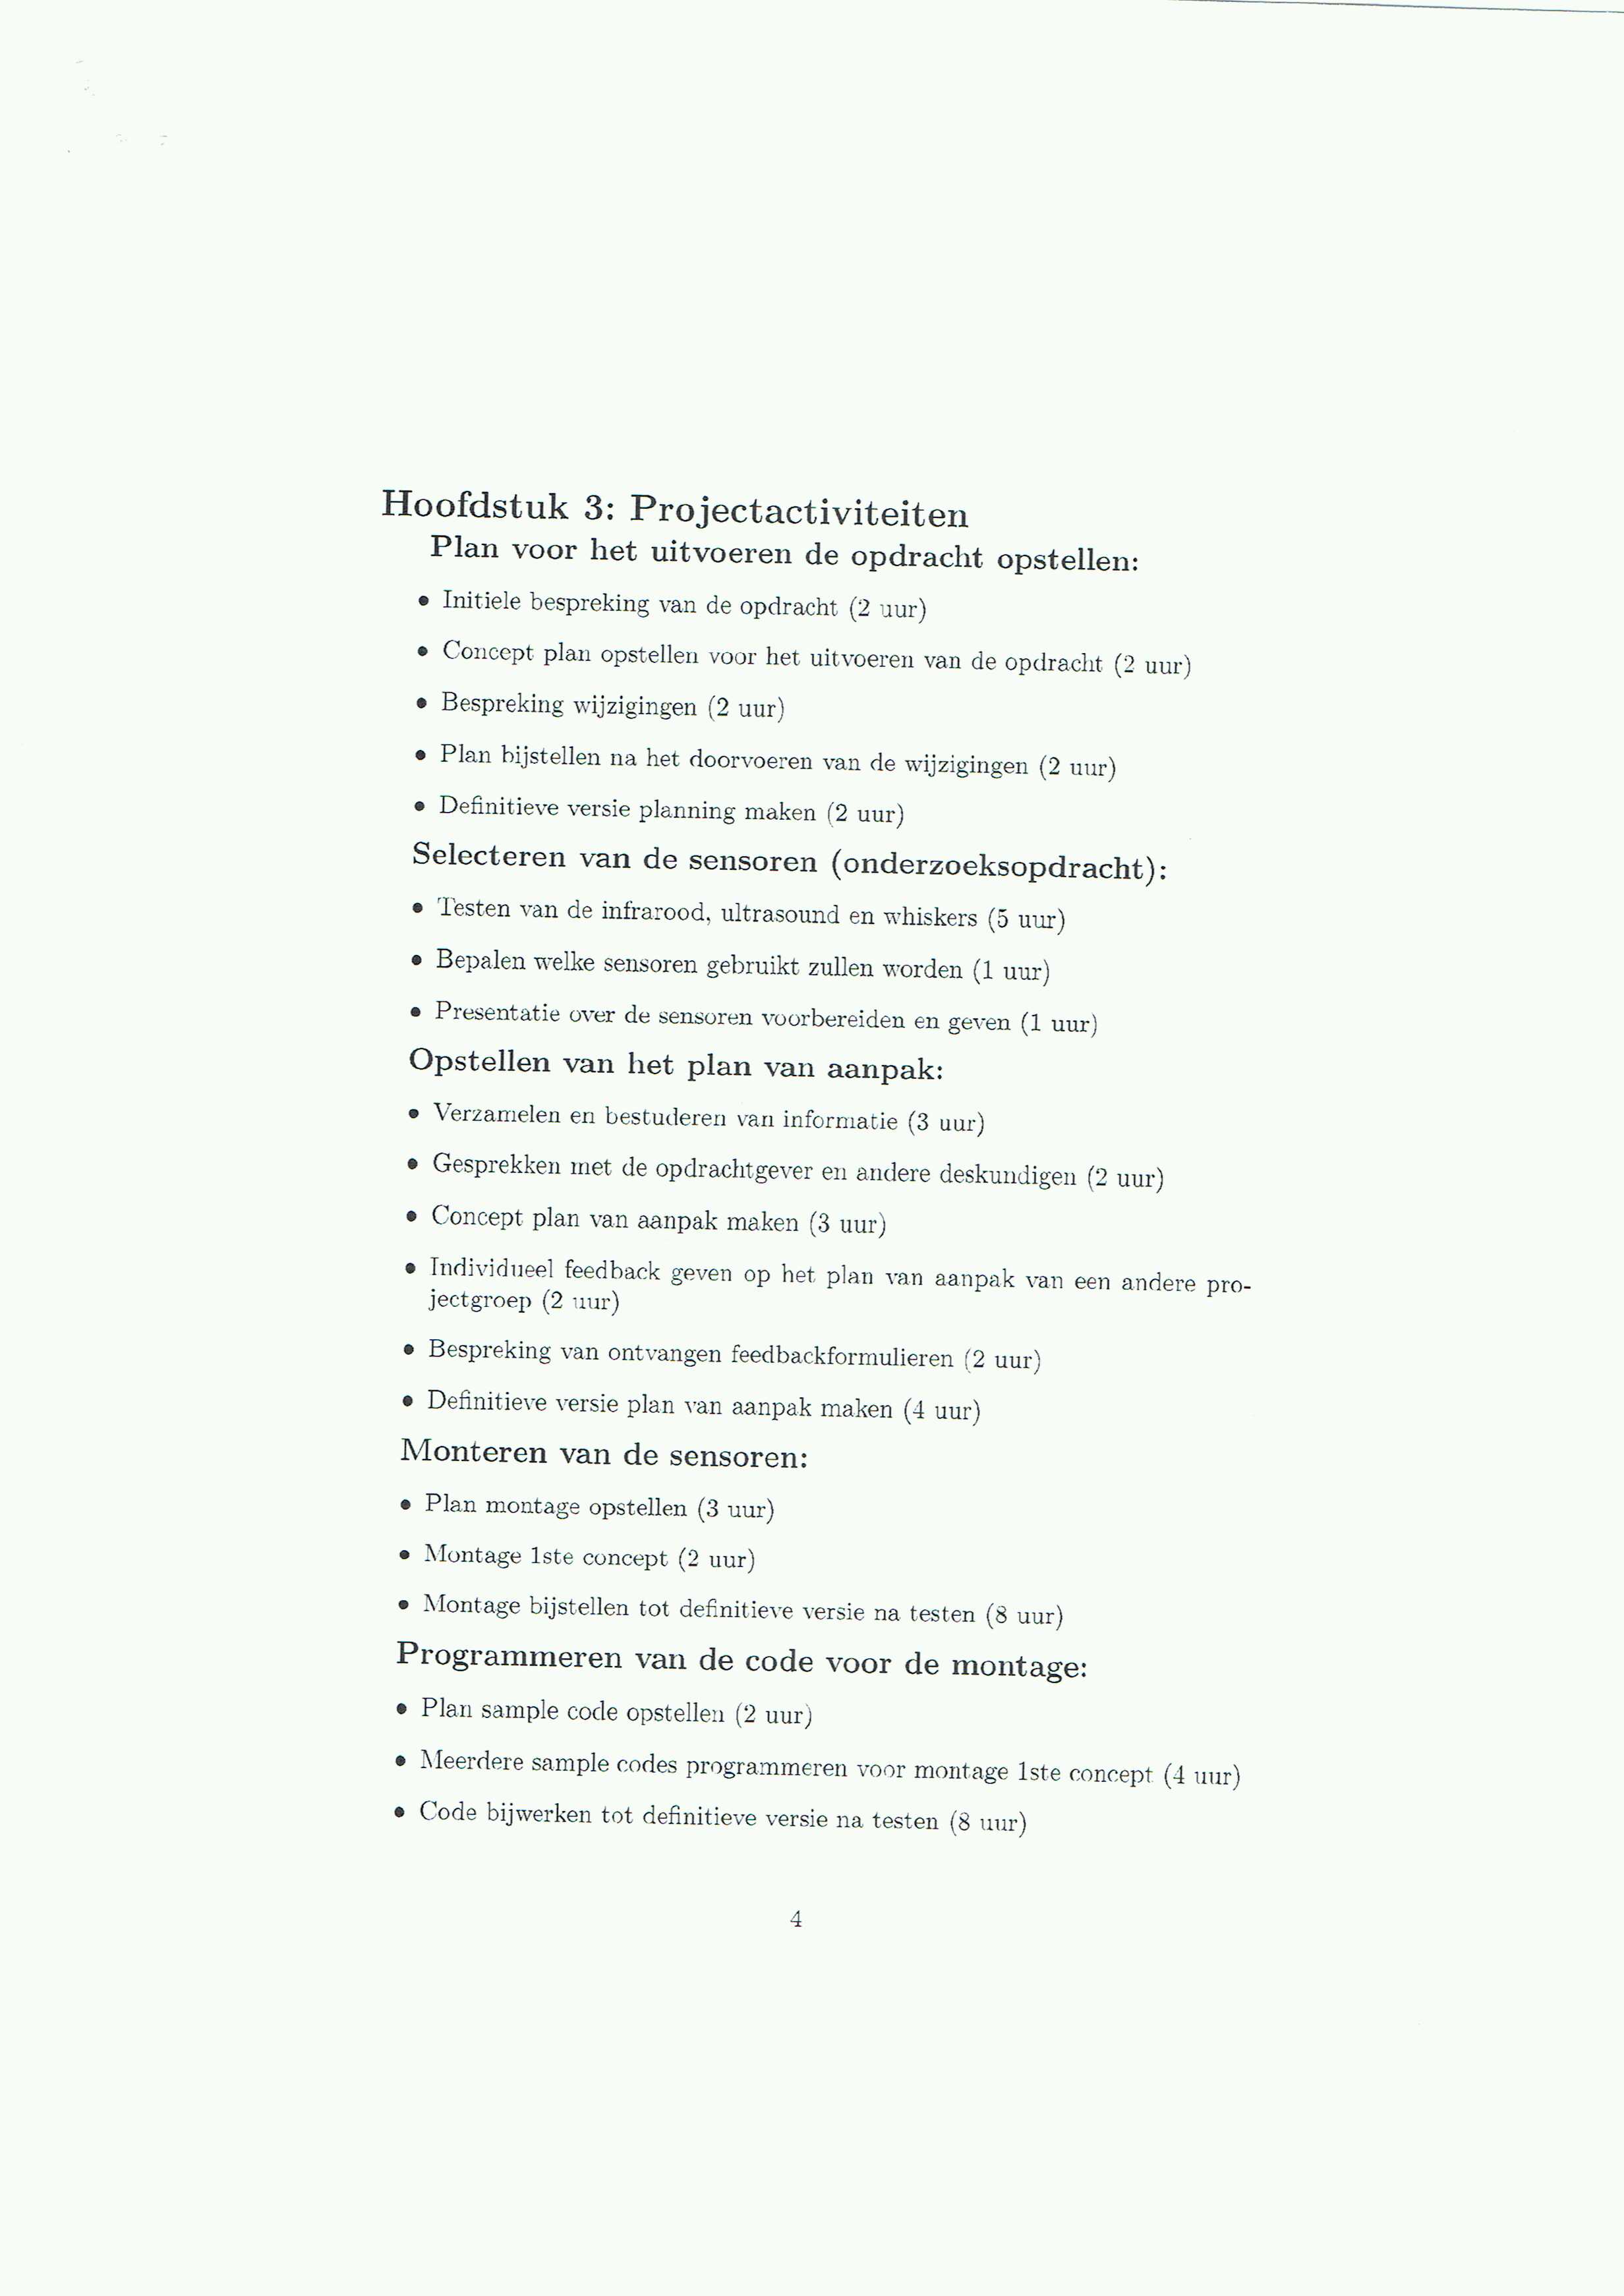 Hoofdstuk 3: Projectactiviteiten
Plan voor het uitvoeren de opdracht opstellen:
• Initiele bespreking van de opdracht (2 uur)
• Concept plan opstellen voor het uitvoeren van de opdracht (2 uur)
• Bespreking wijzigingen (2 uur)
• Plan bijstellen na het doorvoeren van de wijzigingen (2 uur)
• Definitieve versie planning maken (2 uur)
Selecteren van de sensoren (onderzoeksopdracht):
• Testen van de infrarood, ultrasound en whiskers (5 uur)
• Bepalen welke sensoren gebruikt zullen worden (1 uur)
• Presentatie over de sensoren voorbereiden en geven (1 uur)
Opstellen van het plan van aanpak:
• Verzamelen en bestuderen van informatie (3 uur)
• Gesprekken met de opdrachtgever en andere deskundigen (2 uur)
• Concept plan van aanpak maken (3 uur)
• Individueel feedback geven op het plan van aanpak van een andere pro-
jectgroep (2 uur)
• Bespreking van ontvangen feedbackformulieren (2 uur)
• Definitieve versie plan van aanpak maken (4 uur)
Monteren van de sensoren:
• Plan montage opstellen (3 uur)
• Montage 1ste concept (2 uur)
• Montage bijstellen tot definitieve versie na testen (8 uur)
Programmeren van de code voor de montage:
• Plan sample code opstellen (2 uur)
• Meerdere sample codes programmeren voor montage 1ste concept (4 uur)
• Code bijwerken tot definitieve versie na testen (8 uur)
4